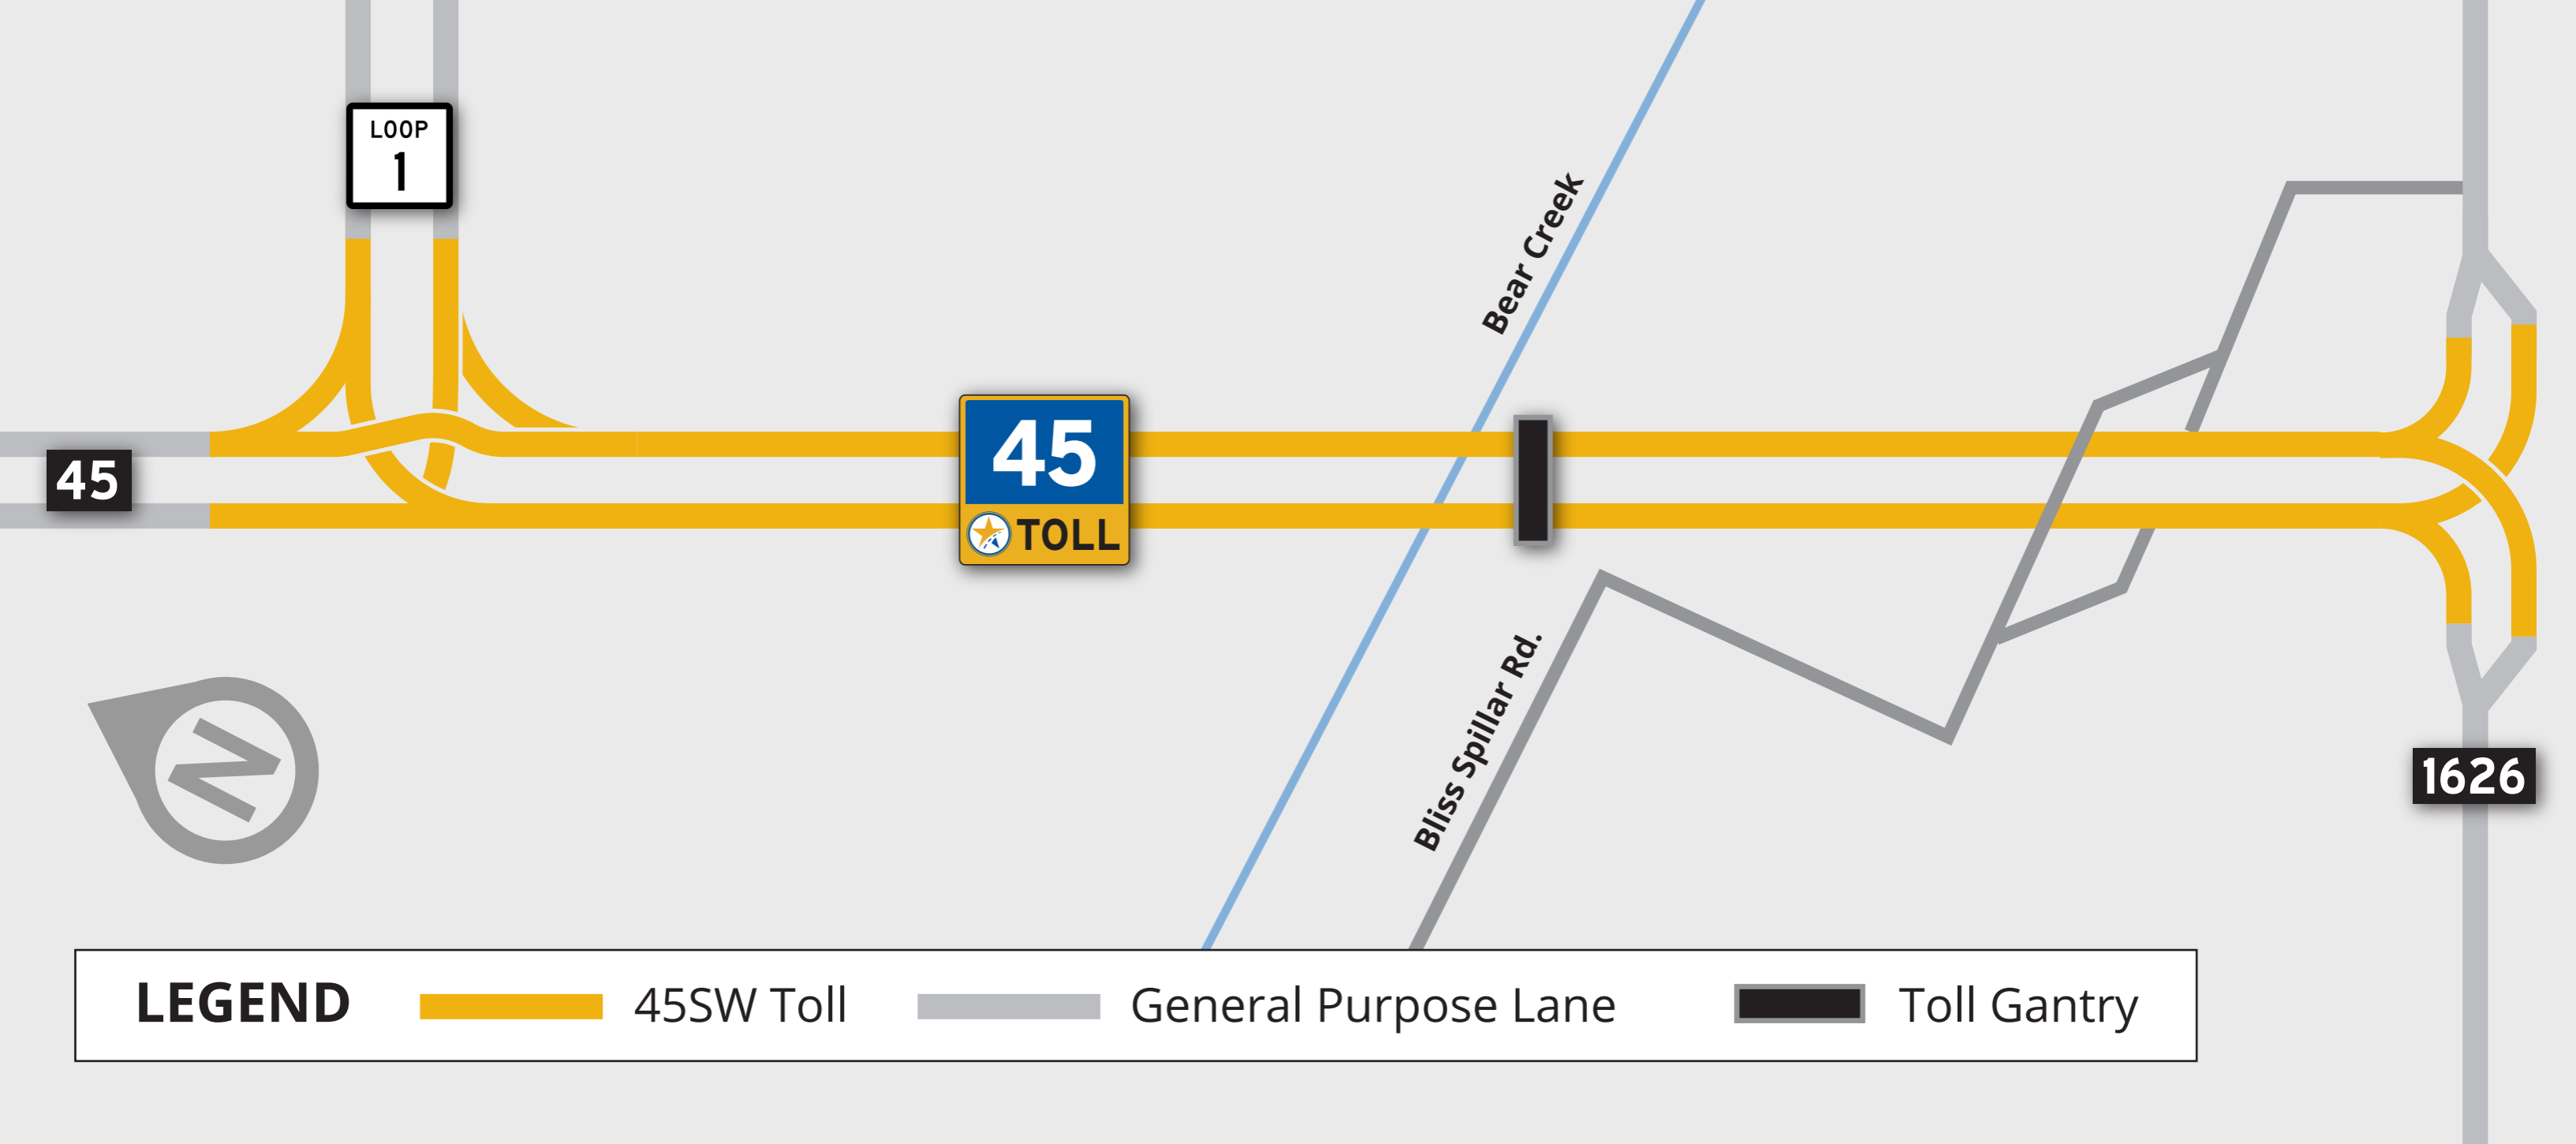 LOOP
1
Bear Creek
45
45
TOLL
Bliss Spillar Rd.
N
1626
LEGEND
45SW Toll
General Purpose Lane
Toll Gantry